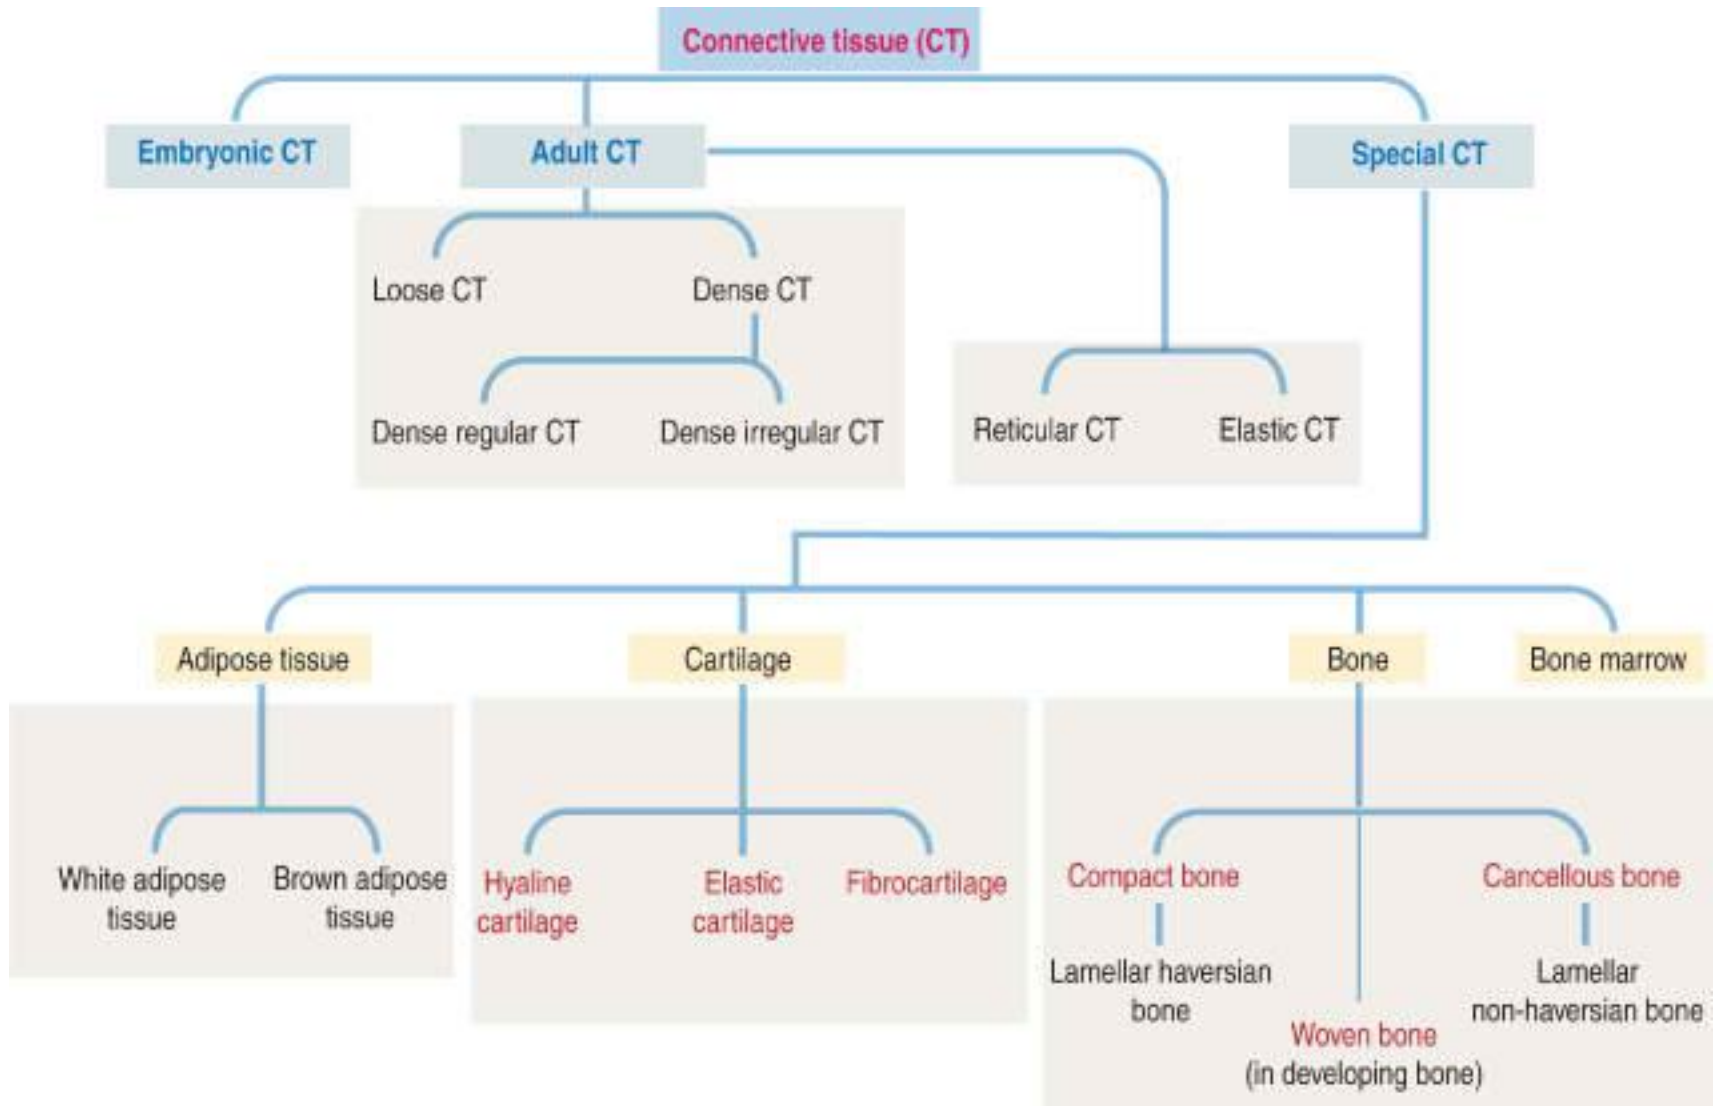 Connective tissue (CT)
Embryonic CT
Adult CT
Special CT
Loose CT
Dense CT
Dense regular CT
Dense irregular CT
Reticular CT
Elastic CT
Adipose tissue
Cartilage
Bone
Bone marrow
White adipose
tissue
Brown adipose
tissue
Hyaline
cartilage
Elastic
cartilage
Fibrocartilage
Compact bone
Cancellous bone
Lamellar haversian
bone
Lamellar
non-haversian bone
Woven bone
(in developing bone)